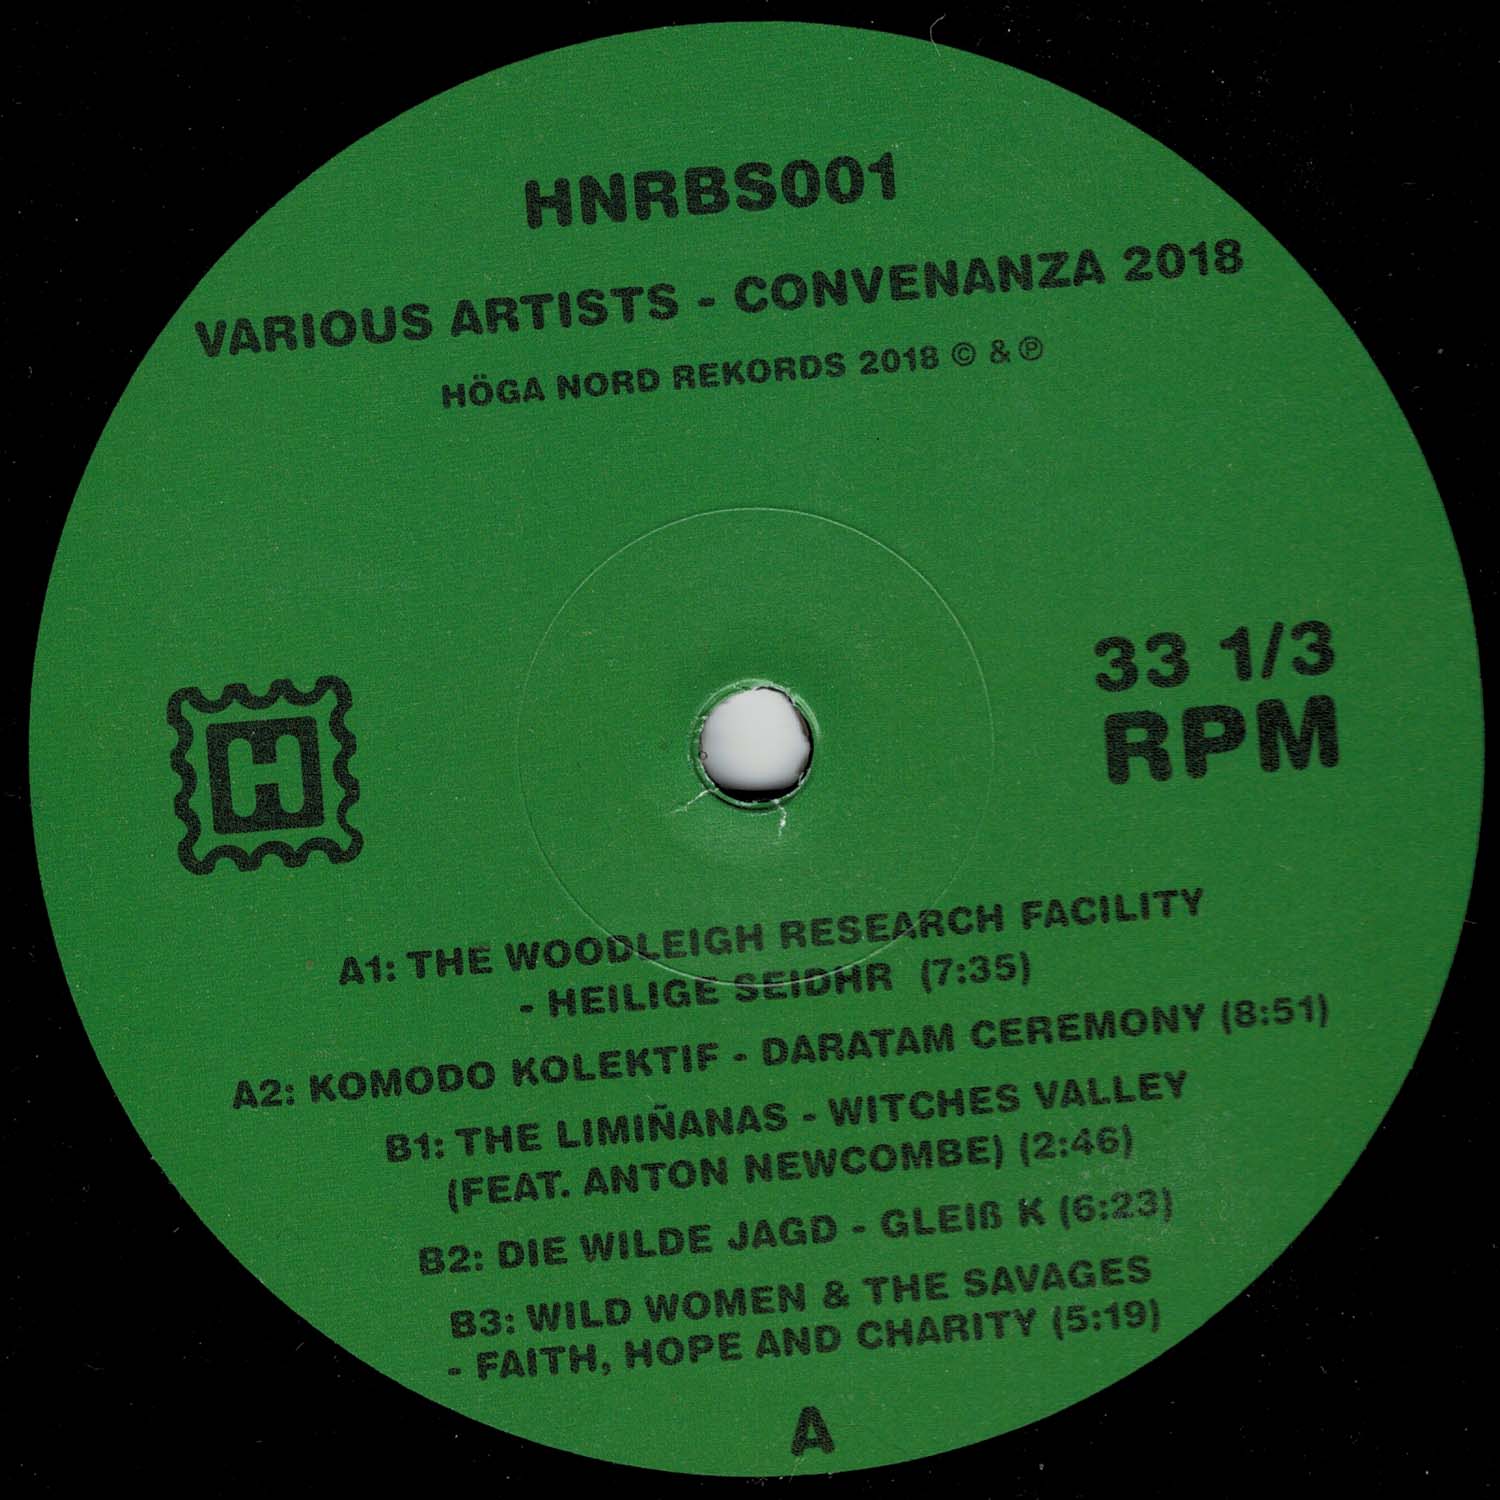 HNRBS001
VARIOUS ARTISTS - CONVENANZA 2018
HÖGA NORD REKORDS 2018 © & ℗
33 1/3
RPM
H
A1: THE WOODLEIGH RESEARCH FACILITY
- HEILIGE SEIDHR (7:35)
A2: KOMODO KOLEKTIF - DARATAM CEREMONY (8:51)
B1: THE LIMIÑANAS - WITCHES VALLEY
(FEAT. ANTON NEWCOMBE) (2:46)
B2: DIE WILDE JAGD - GLEIß K (6:23)
B3: WILD WOMEN & THE SAVAGES
- FAITH, HOPE AND CHARITY (5:19)
A